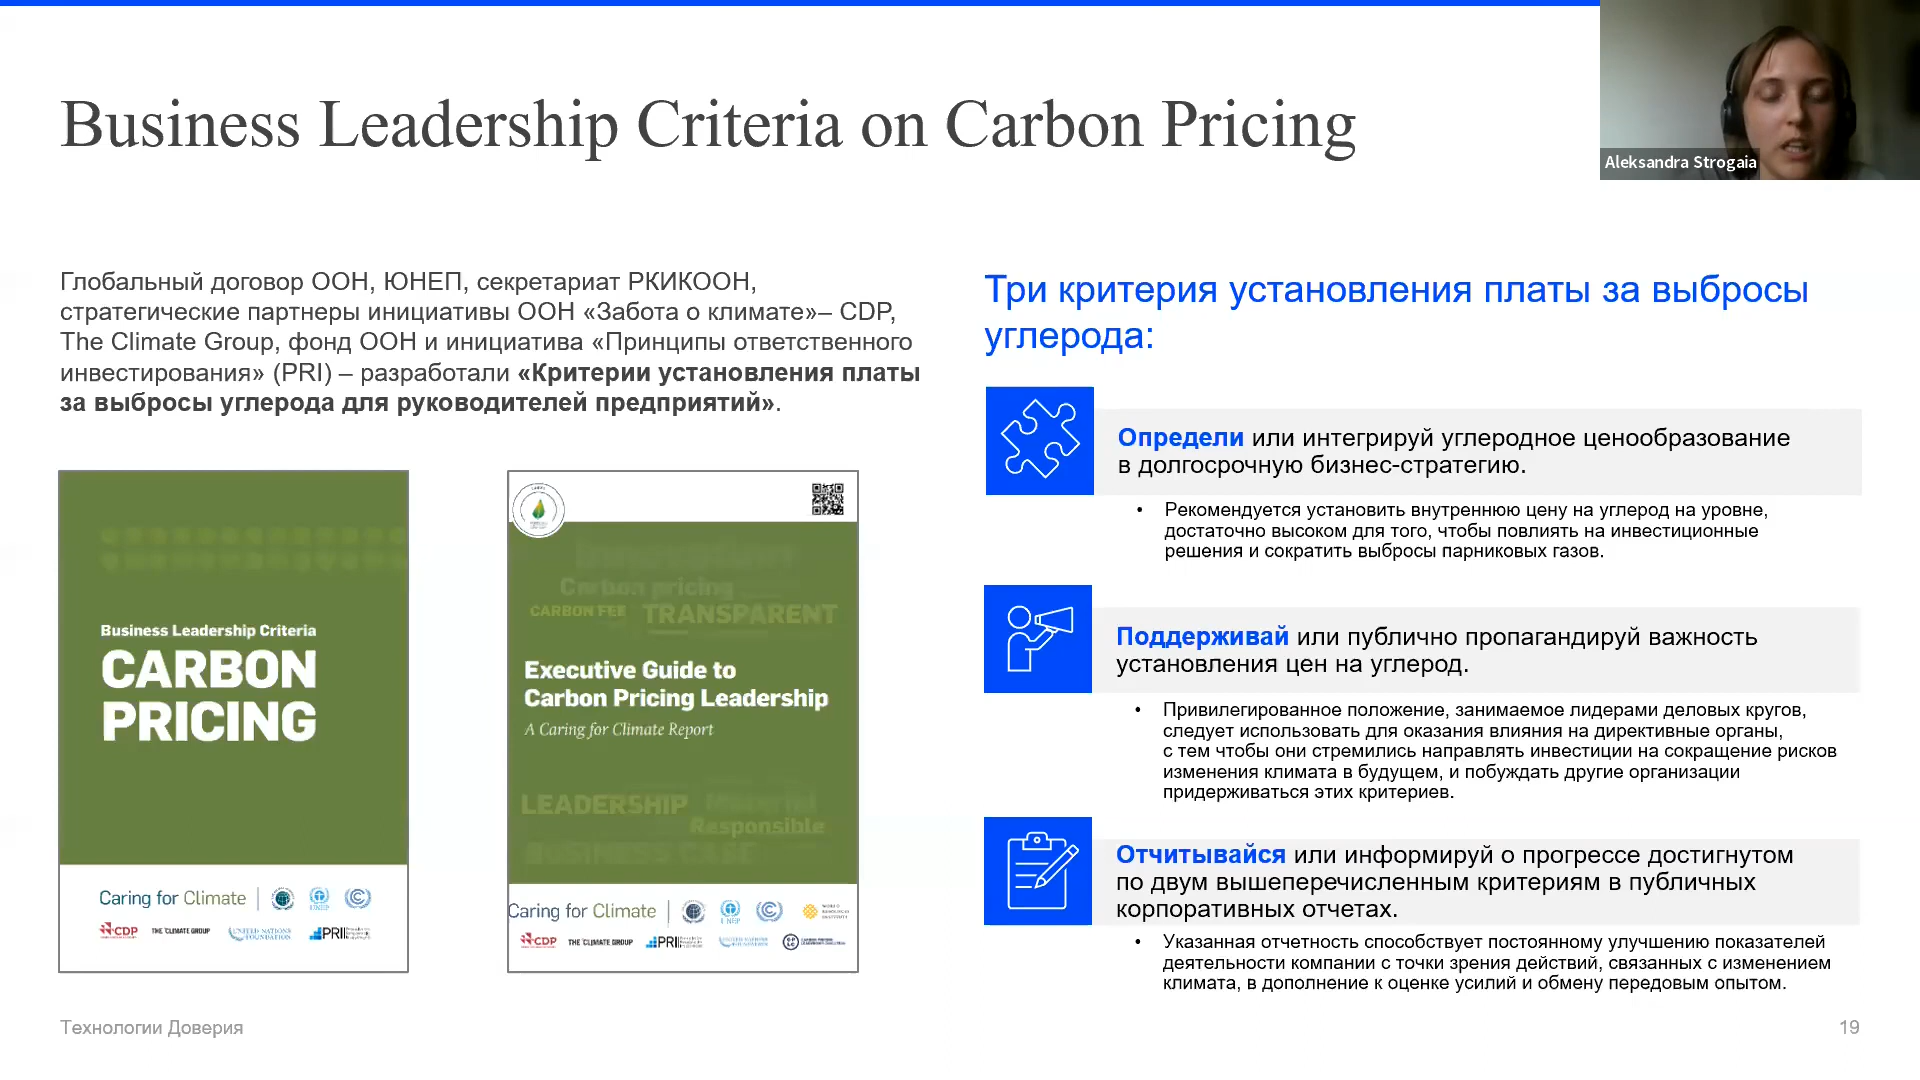 Business Leadership Criteria on Carbon Pricing
Aleksandra Strogaia
Глобальный договор ООН, ЮНЕП, секретариат РКИКООН,
стратегические партнеры инициативы ООН «Забота о климате»– CDP,
The Climate Group, фонд ООН и инициатива «Принципы ответственного
инвестирования» (PRI) – разработали «Критерии установления платы
за выбросы углерода для руководителей предприятий».
Business Leadership Criteria
CARBON
PRICING
Caring for Climate
UNEP
CDP
THE °CLIMATE GROUP
UNITED NATIONS
FOUNDATION
PRI
Carbon pricing
CARBON FEE
TRANSPARENT
Executive Guide to
Carbon Pricing Leadership
A Caring for Climate Report
LEADERSHIP
Material
Responsible
BUSINESS CASE
Caring for Climate
UNEP
CDP
THE °CLIMATE GROUP
PRI
Три критерия установления платы за выбросы
углерода:
Определи или интегрируй углеродное ценообразование
в долгосрочную бизнес-стратегию.
• Рекомендуется установить внутреннюю цену на углерод на уровне,
достаточно высоком для того, чтобы повлиять на инвестиционные
решения и сократить выбросы парниковых газов.
Поддерживай или публично пропагандируй важность
установления цен на углерод.
• Привилегированное положение, занимаемое лидерами деловых кругов,
следует использовать для оказания влияния на директивные органы,
с тем чтобы они стремились направлять инвестиции на сокращение рисков
изменения климата в будущем, и побуждать другие организации
придерживаться этих критериев.
Отчитывайся или информируй о прогрессе достигнутом
по двум вышеперечисленным критериям в публичных
корпоративных отчетах.
• Указанная отчетность способствует постоянному улучшению показателей
деятельности компании с точки зрения действий, связанных с изменением
климата, в дополнение к оценке усилий и обмену передовым опытом.
Технологии Доверия
19